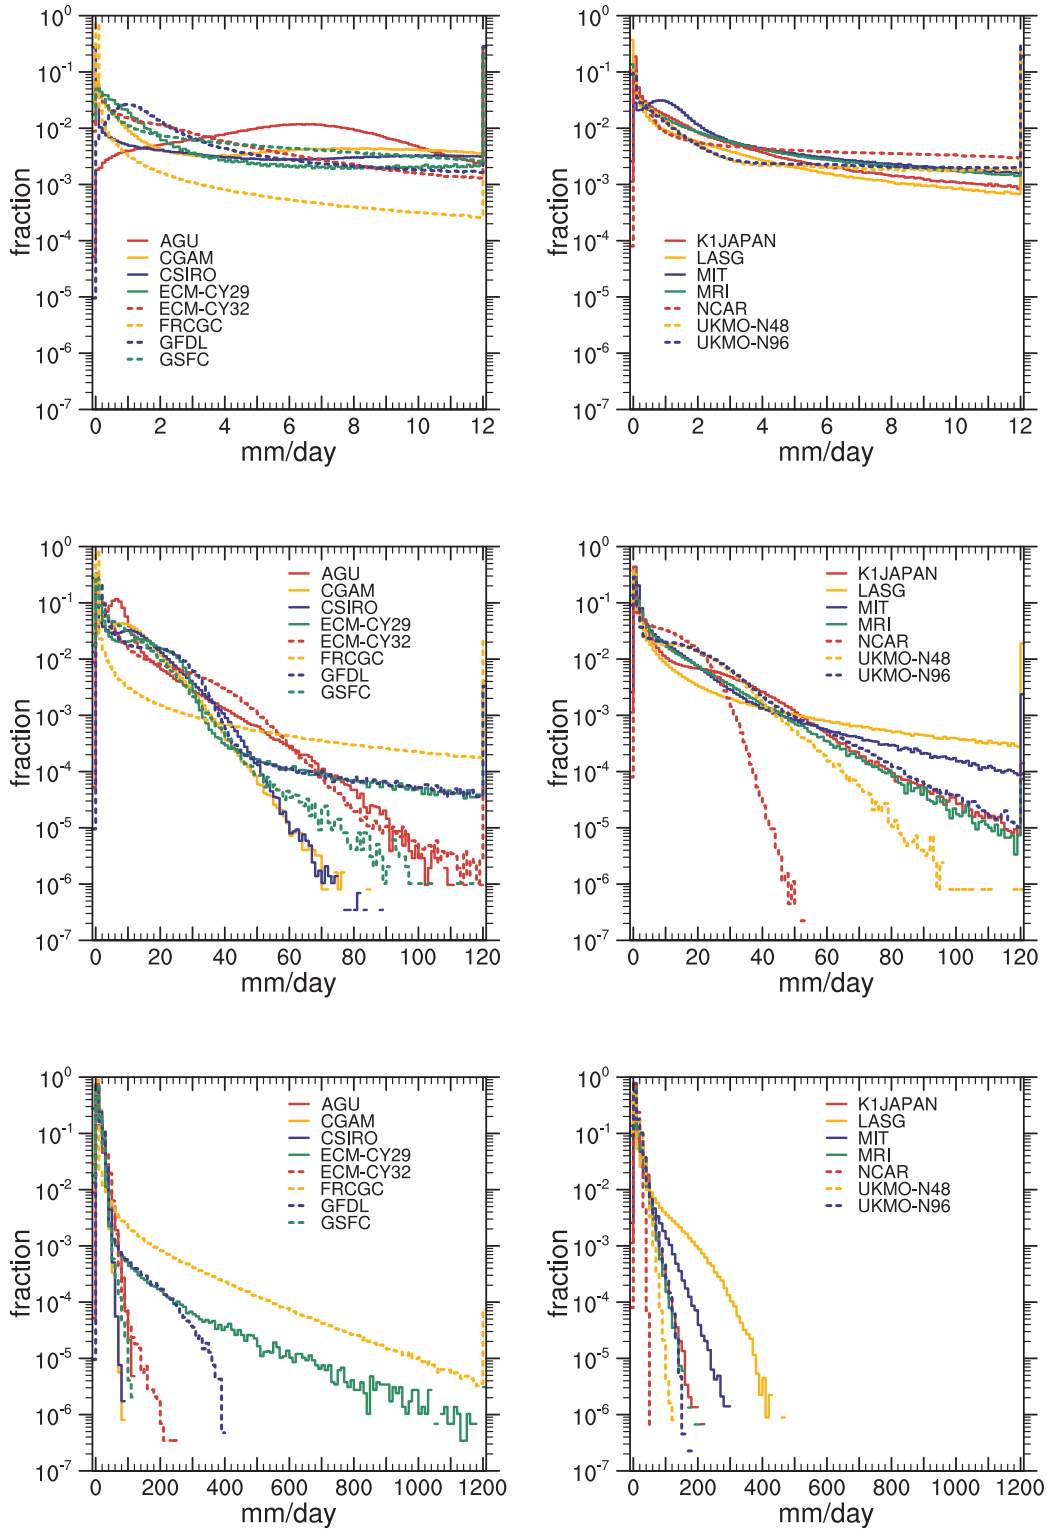 10^0
10^-1
10^-2
10^-3
10^-4
10^-5
10^-6
10^-7
fraction
AGU
CGAM
CSIRO
ECM-CY29
ECM-CY32
FRCGC
GFDL
GSFC
0 2 4 6 8 10 12
mm/day
10^0
10^-1
10^-2
10^-3
10^-4
10^-5
10^-6
10^-7
fraction
K1JAPAN
LASG
MIT
MRI
NCAR
UKMO-N48
UKMO-N96
0 2 4 6 8 10 12
mm/day
10^0
10^-1
10^-2
10^-3
10^-4
10^-5
10^-6
10^-7
fraction
AGU
CGAM
CSIRO
ECM-CY29
ECM-CY32
FRCGC
GFDL
GSFC
0 20 40 60 80 100 120
mm/day
10^0
10^-1
10^-2
10^-3
10^-4
10^-5
10^-6
10^-7
fraction
K1JAPAN
LASG
MIT
MRI
NCAR
UKMO-N48
UKMO-N96
0 20 40 60 80 100 120
mm/day
10^0
10^-1
10^-2
10^-3
10^-4
10^-5
10^-6
10^-7
fraction
AGU
CGAM
CSIRO
ECM-CY29
ECM-CY32
FRCGC
GFDL
GSFC
0 200 400 600 800 1000 1200
mm/day
10^0
10^-1
10^-2
10^-3
10^-4
10^-5
10^-6
10^-7
fraction
K1JAPAN
LASG
MIT
MRI
NCAR
UKMO-N48
UKMO-N96
0 200 400 600 800 1000 1200
mm/day